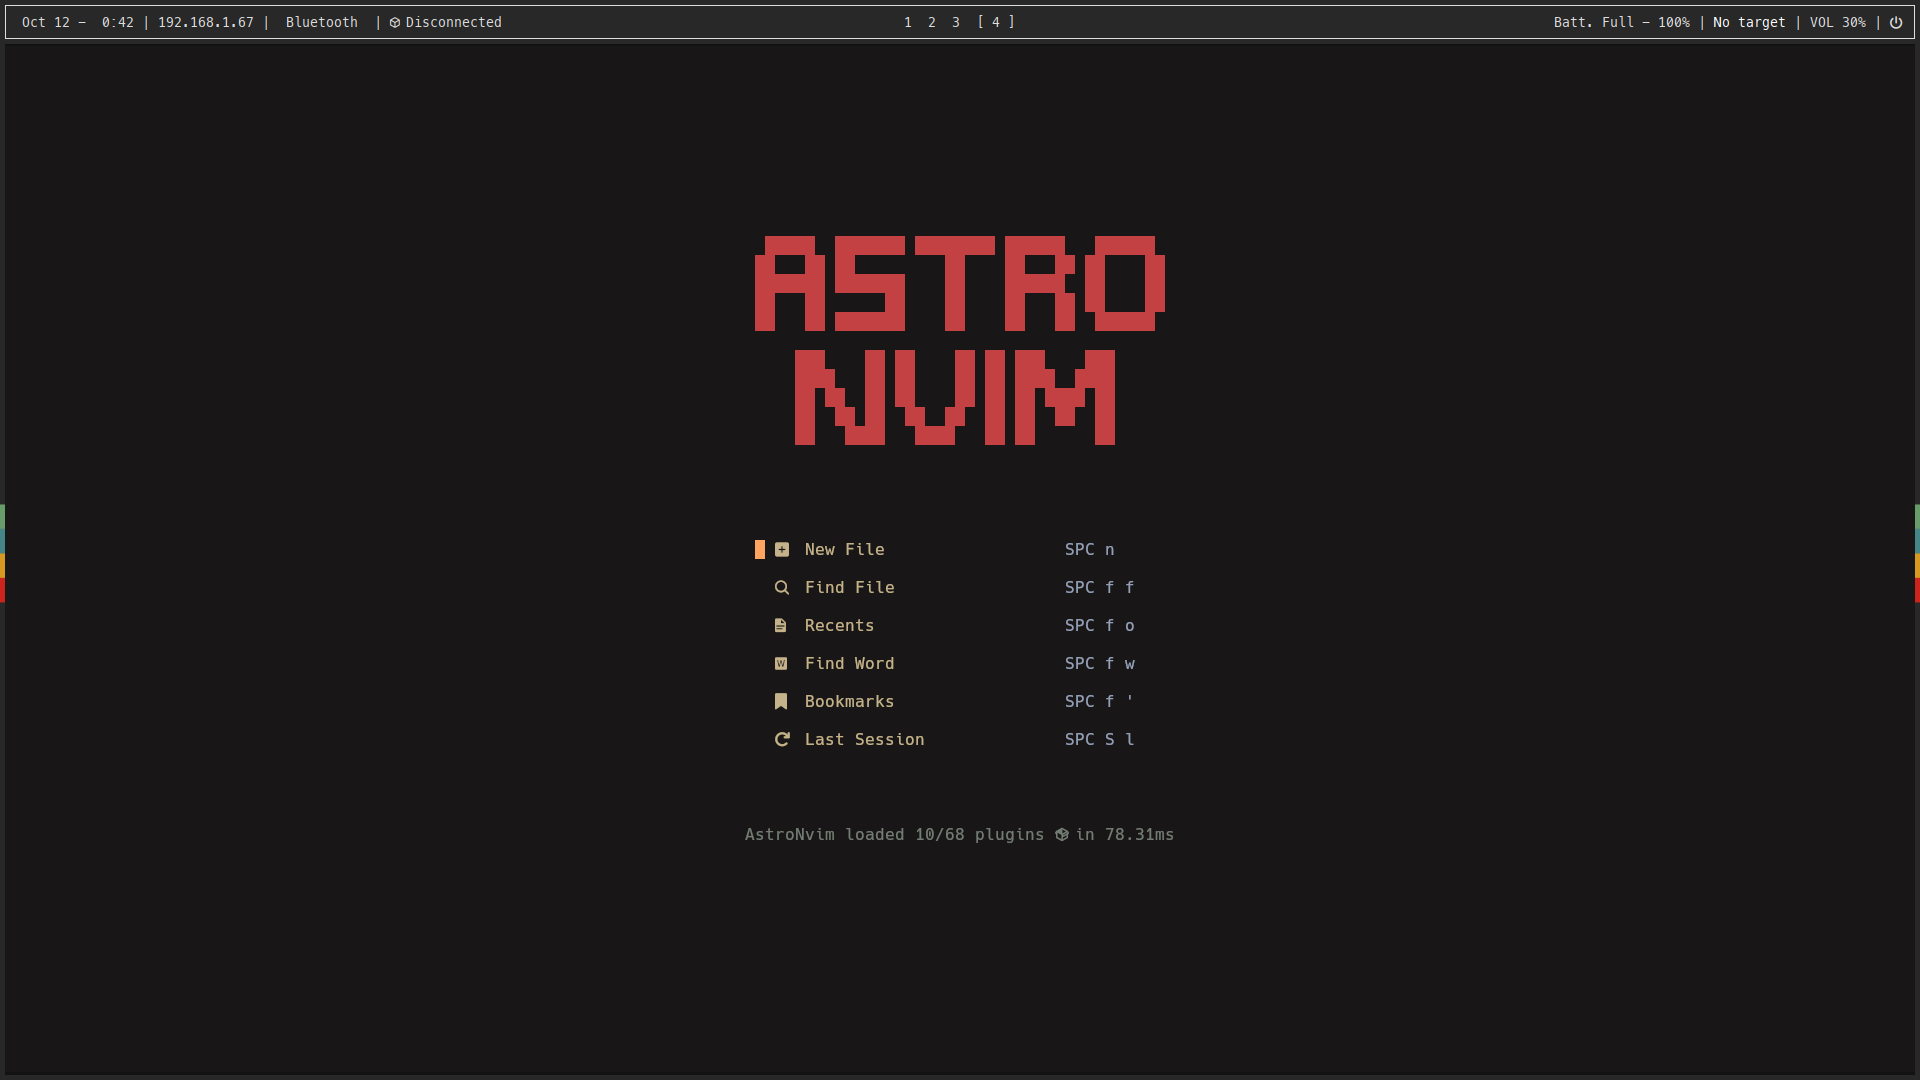 Oct 12 – 0:42 | 192.168.1.67 | Bluetooth | Disconnected 1 2 3 [ 4 ] Batt. Full – 100% | No target | VOL 30% |
ASTRO
NVIM
New File SPC n
Find File SPC f f
Recents SPC f o
Find Word SPC f w
Bookmarks SPC f '
Last Session SPC S l
AstroNvim loaded 10/68 plugins in 78.31ms